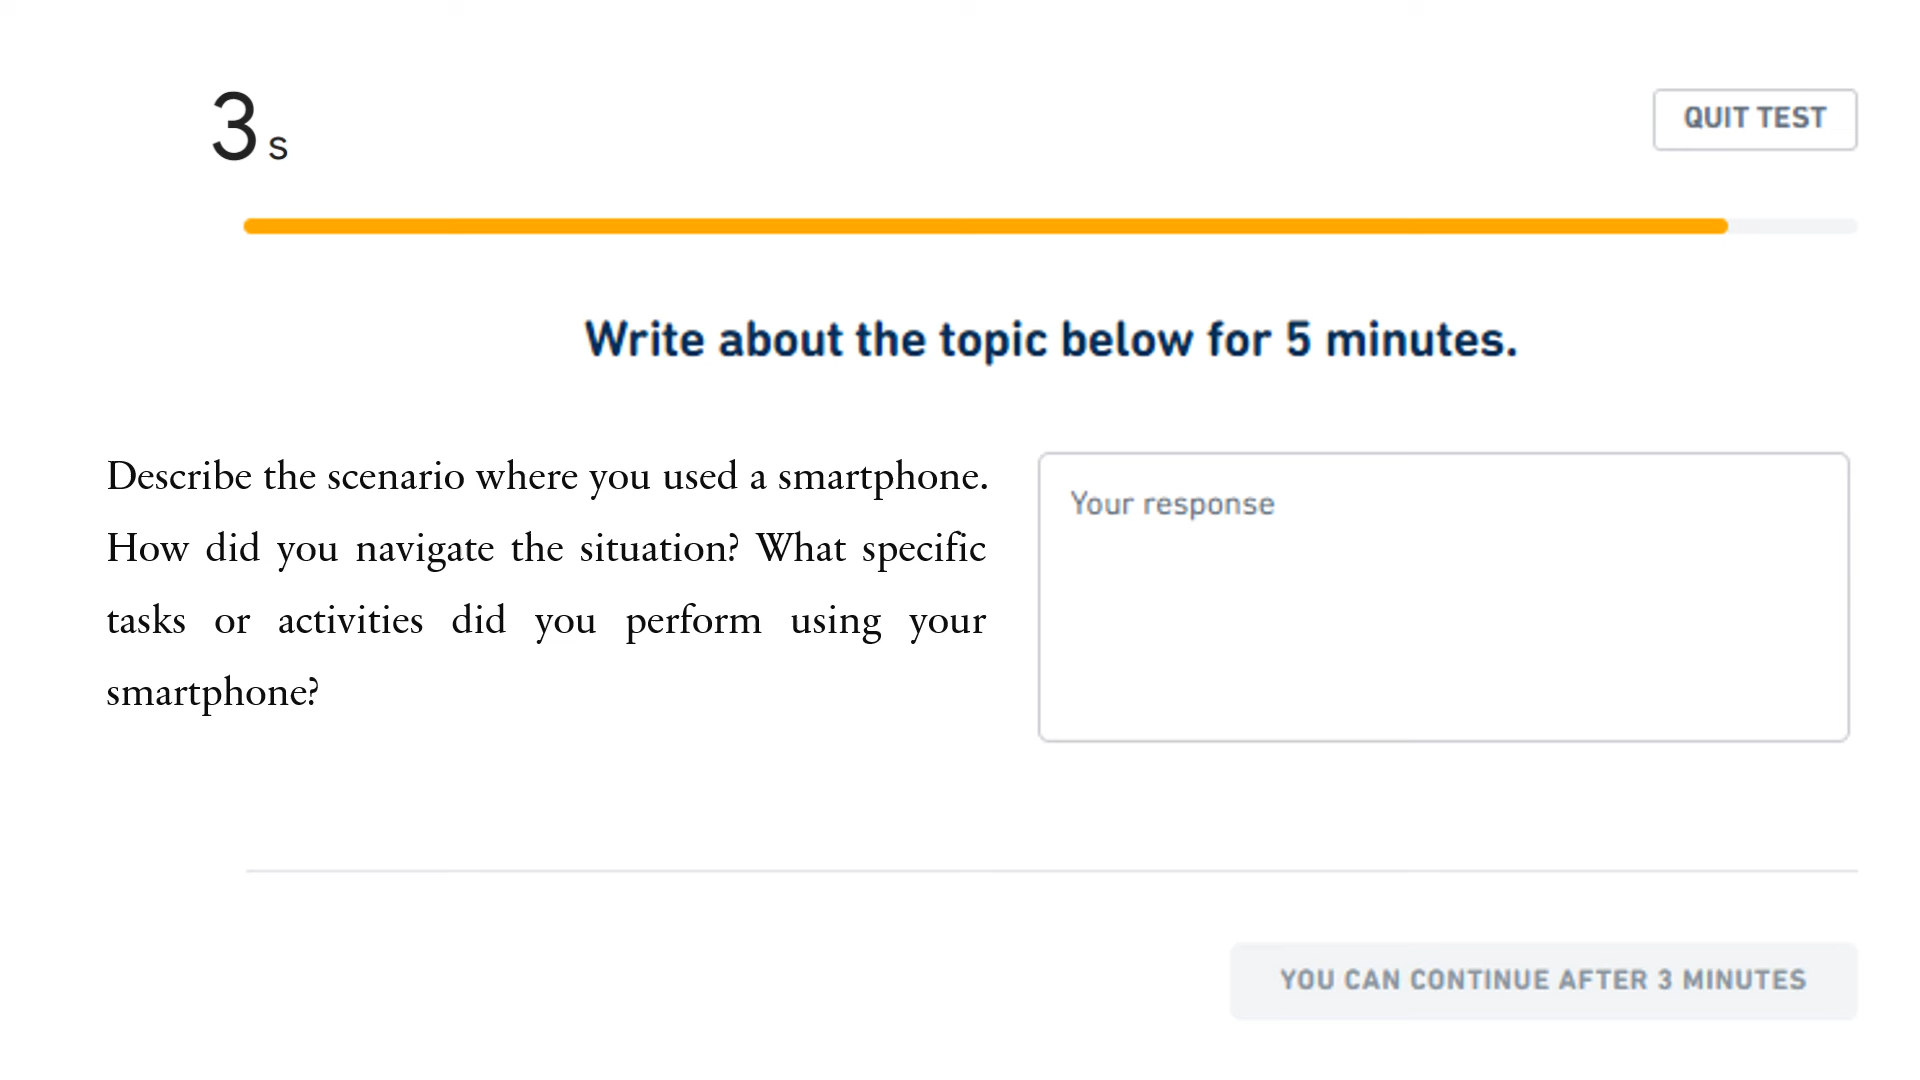 3 s
QUIT TEST
Write about the topic below for 5 minutes.
Describe the scenario where you used a smartphone.
How did you navigate the situation? What specific
tasks or activities did you perform using your
smartphone?
Your response
YOU CAN CONTINUE AFTER 3 MINUTES